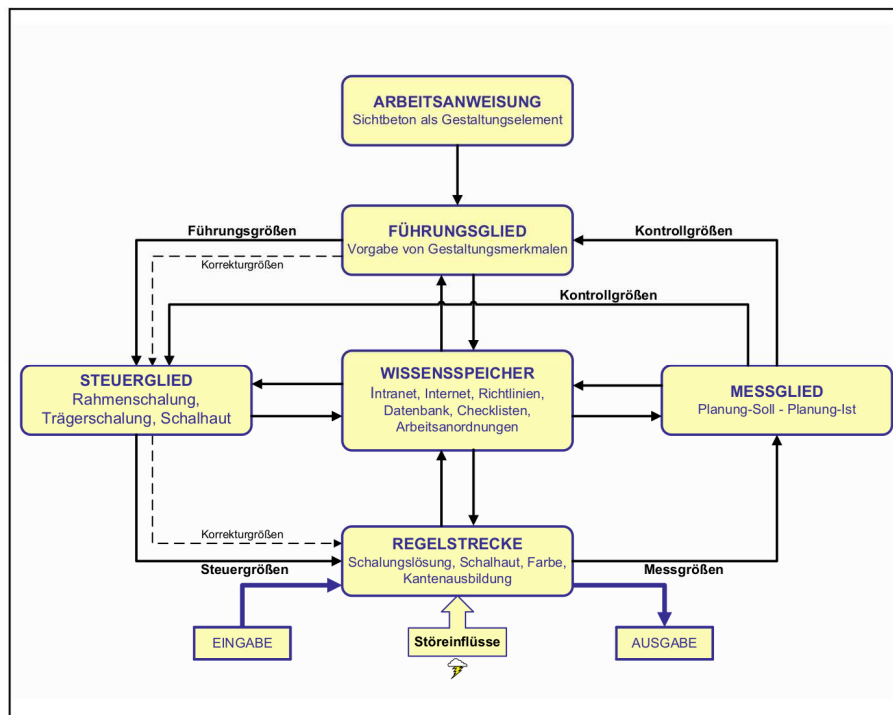 ARBEITSANWEISUNG
Sichtbeton als Gestaltungselement
FÜHRUNGSGLIED
Vorgabe von Gestaltungsmerkmalen
Führungsgrößen
Kontrollgrößen
Korrekturgrößen
Kontrollgrößen
STEUERGLIED
Rahmenschalung,
Trägerschalung, Schalhaut
WISSENSSPEICHER
Intranet, Internet, Richtlinien,
Datenbank, Checklisten,
Arbeitsanordnungen
MESSGLIED
Planung-Soll - Planung-Ist
Korrekturgrößen
Steuergrößen
REGELSTRECKE
Schalungslösung, Schalhaut, Farbe,
Kantenausbildung
Messgrößen
EINGABE
Störeinflüsse
AUSGABE